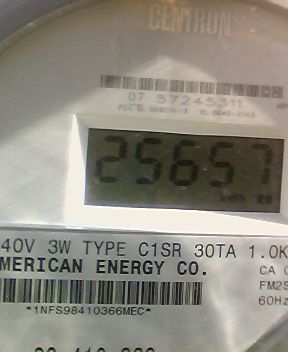 CENTRON
07 57245311
25657
kWh
40V 3W TYPE C1SR 30TA 1.0K
MERICAN ENERGY CO.
CA 0
FM2S
60Hz
*1NFS98410366MEC*